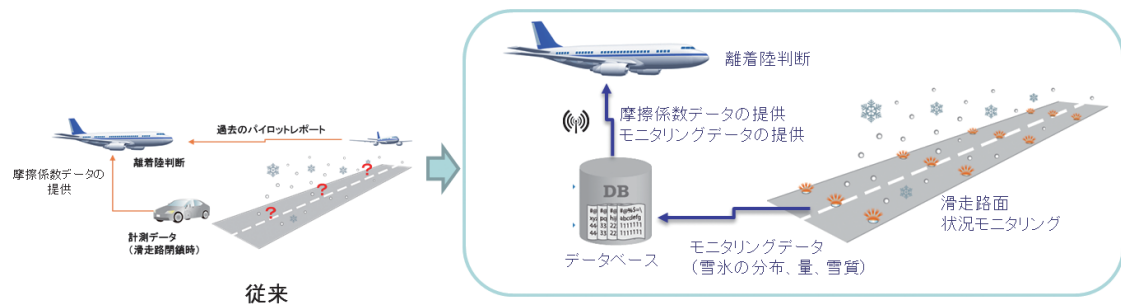 過去のパイロットレポート
離着陸判断
摩擦係数データの
提供
?
?
?
計測データ
(滑走路閉鎖時)
従来
離着陸判断
摩擦係数データの提供
モニタリングデータの提供
DB
データベース
滑走路面
状況モニタリング
モニタリングデータ
(雪氷の分布、量、雪質)